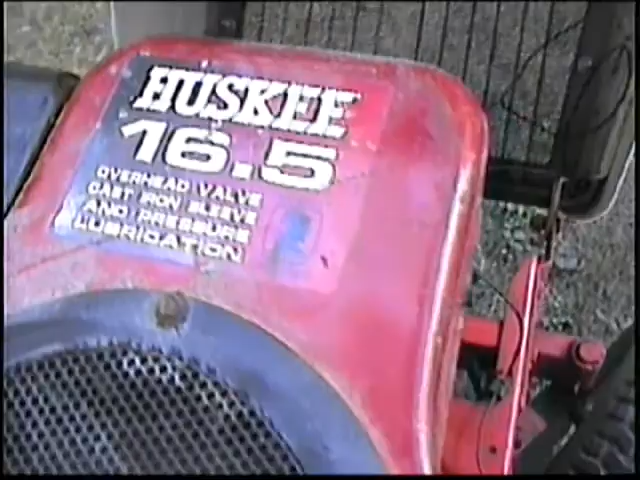 HUSKEE
16.5
OVERHEAD VALVE
CAST IRON SLEEVE
AND PRESSURE
LUBRICATION